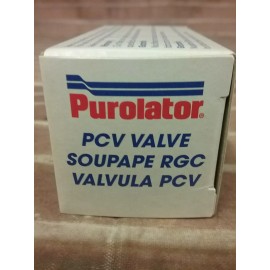 Purolator®
PCV VALVE
SOUPAPE RGC
VALVULA PCV